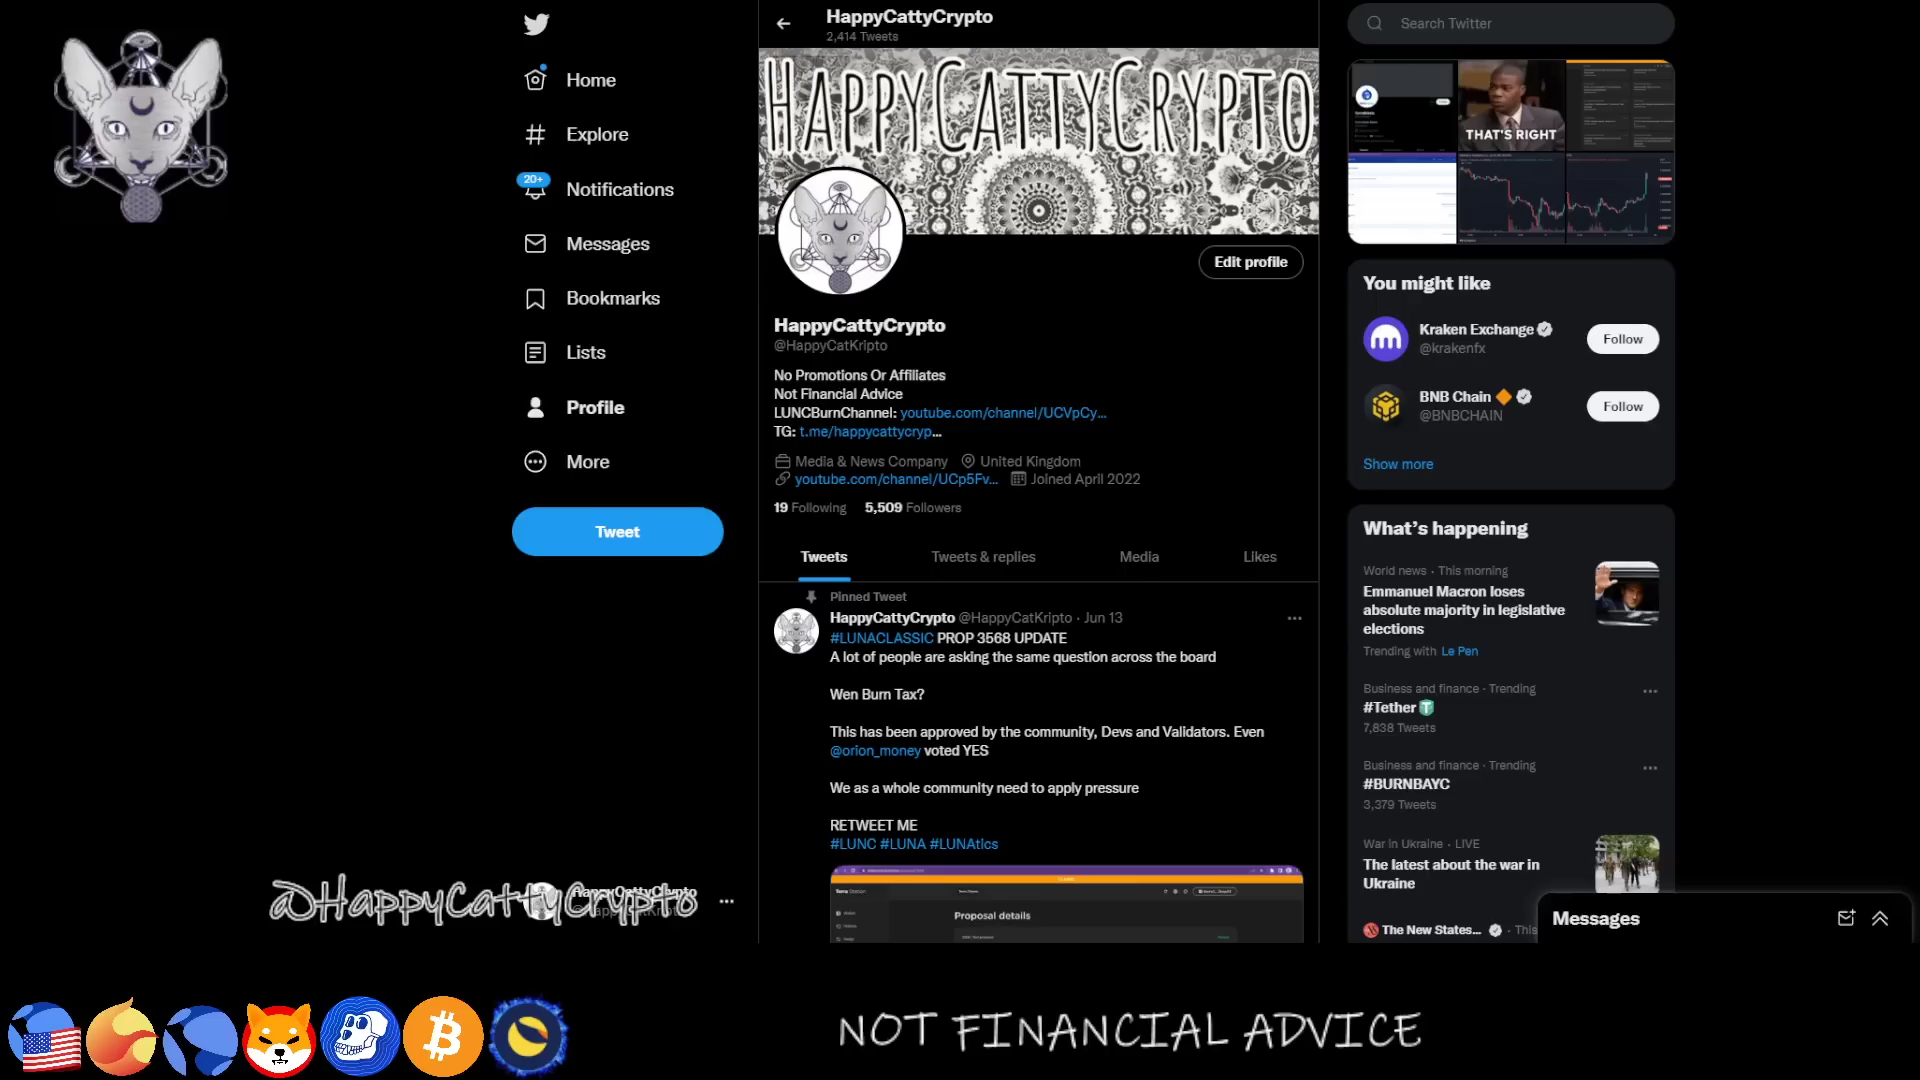 Home
Explore
20+
Notifications
Messages
Bookmarks
Lists
Profile
More
Tweet
HappyCattyCrypto
2,414 Tweets
HAPPYCATTYCRYPTO
Edit profile
HappyCattyCrypto
@HappyCatKripto
No Promotions Or Affiliates
Not Financial Advice
LUNCBurnChannel: youtube.com/channel/UCVpCy...
TG: t.me/happycattycryp...
Media & News Company United Kingdom
youtube.com/channel/UCp5Fv... Joined April 2022
19 Following 5,509 Followers
Tweets Tweets & replies Media Likes
Pinned Tweet
HappyCattyCrypto @HappyCatKripto · Jun 13
#LUNACLASSIC PROP 3568 UPDATE
A lot of people are asking the same question across the board
Wen Burn Tax?
This has been approved by the community, Devs and Validators. Even
@orion_money voted YES
We as a whole community need to apply pressure
RETWEET ME
#LUNC #LUNA #LUNAtics
Proposal details
Search Twitter
THAT'S RIGHT
You might like
Kraken Exchange
@krakenfx
Follow
BNB Chain
@BNBCHAIN
Follow
Show more
What's happening
World news · This morning
Emmanuel Macron loses
absolute majority in legislative
elections
Trending with Le Pen
Business and finance · Trending
#Tether
7,838 Tweets
Business and finance · Trending
#BURNBAYC
3,379 Tweets
War in Ukraine · LIVE
The latest about the war in
Ukraine
The New States... · This
Messages
@HappyCattyCrypto
NOT FINANCIAL ADVICE